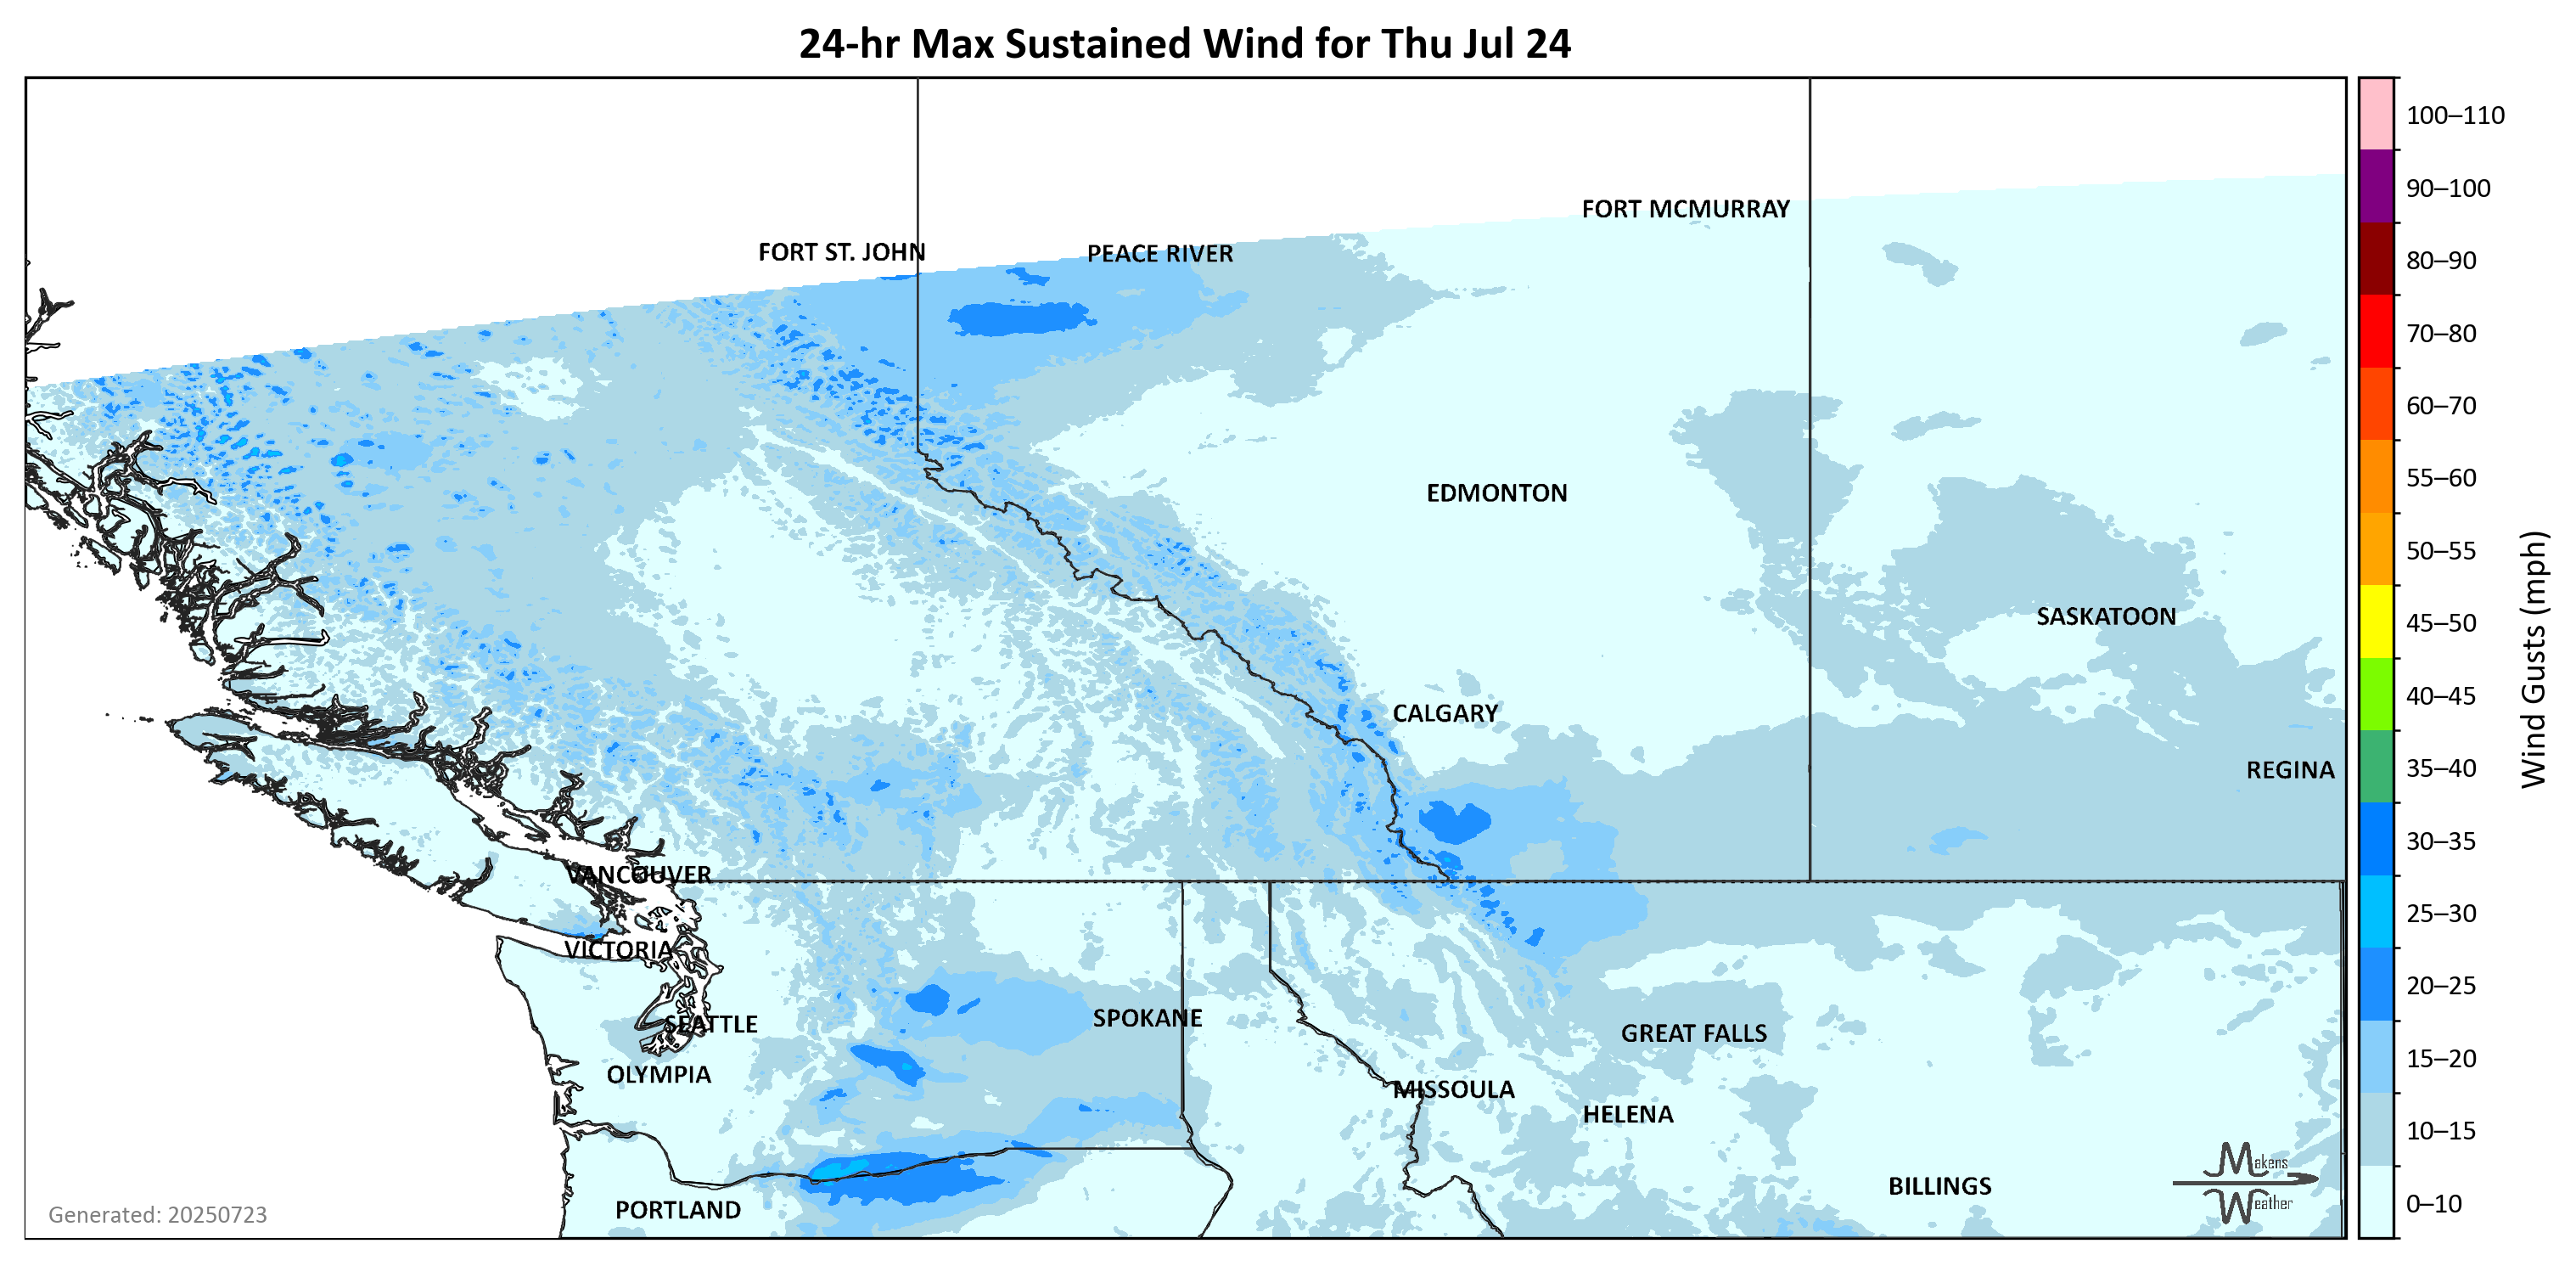 24-hr Max Sustained Wind for Thu Jul 24
100–110
FORT MCMURRAY
90–100
FORT ST. JOHN
PEACE RIVER
80–90
70–80
60–70
EDMONTON
55–60
50–55
SASKATOON
45–50
Wind Gusts (mph)
CALGARY
40–45
REGINA
35–40
30–35
VANCOUVER
25–30
VICTORIA
20–25
SEATTLE
SPOKANE
GREAT FALLS
OLYMPIA
15–20
MISSOULA
HELENA
10–15
Makens
Weather
BILLINGS
PORTLAND
0–10
Generated: 20250723